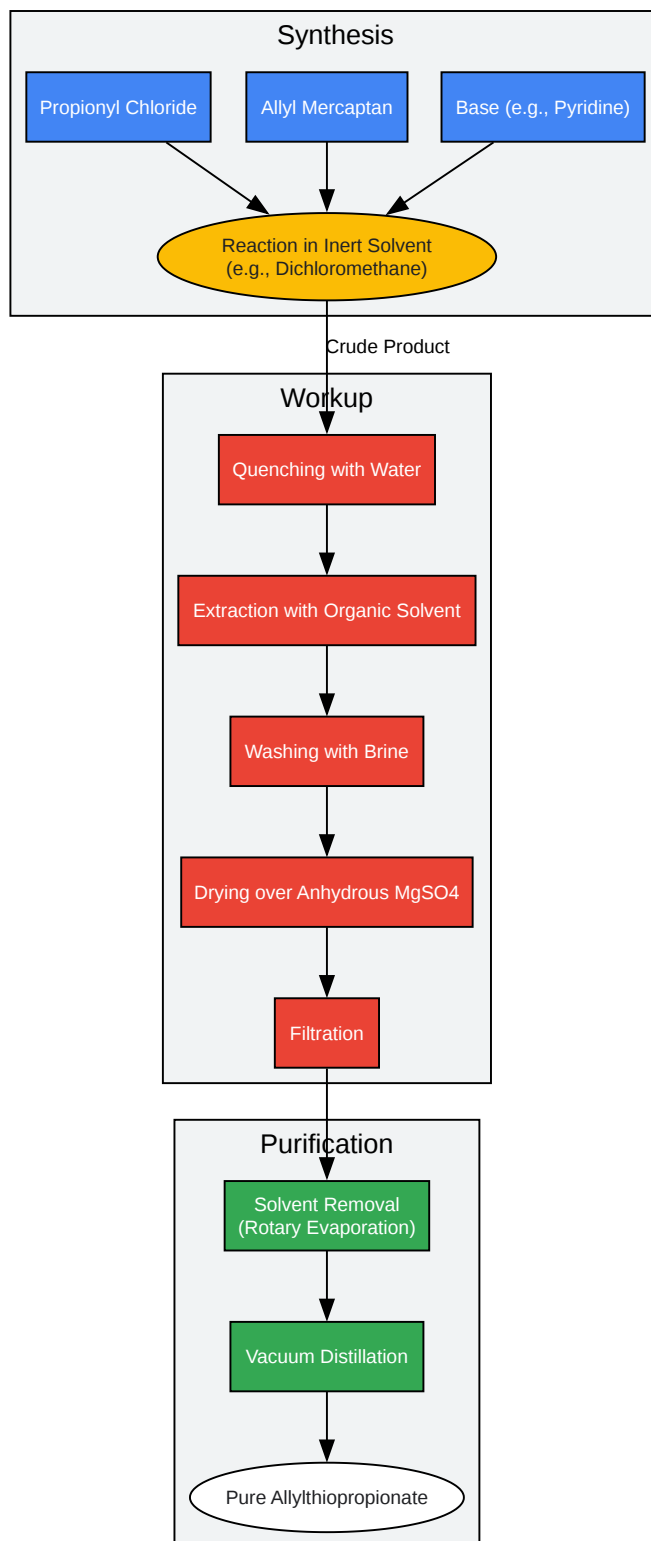 Synthesis
Propionyl Chloride
Allyl Mercaptan
Base (e.g., Pyridine)
Reaction in Inert Solvent
(e.g., Dichloromethane)
Crude Product
Workup
Quenching with Water
Extraction with Organic Solvent
Washing with Brine
Drying over Anhydrous MgSO4
Filtration
Purification
Solvent Removal
(Rotary Evaporation)
Vacuum Distillation
Pure Allylthiopropionate